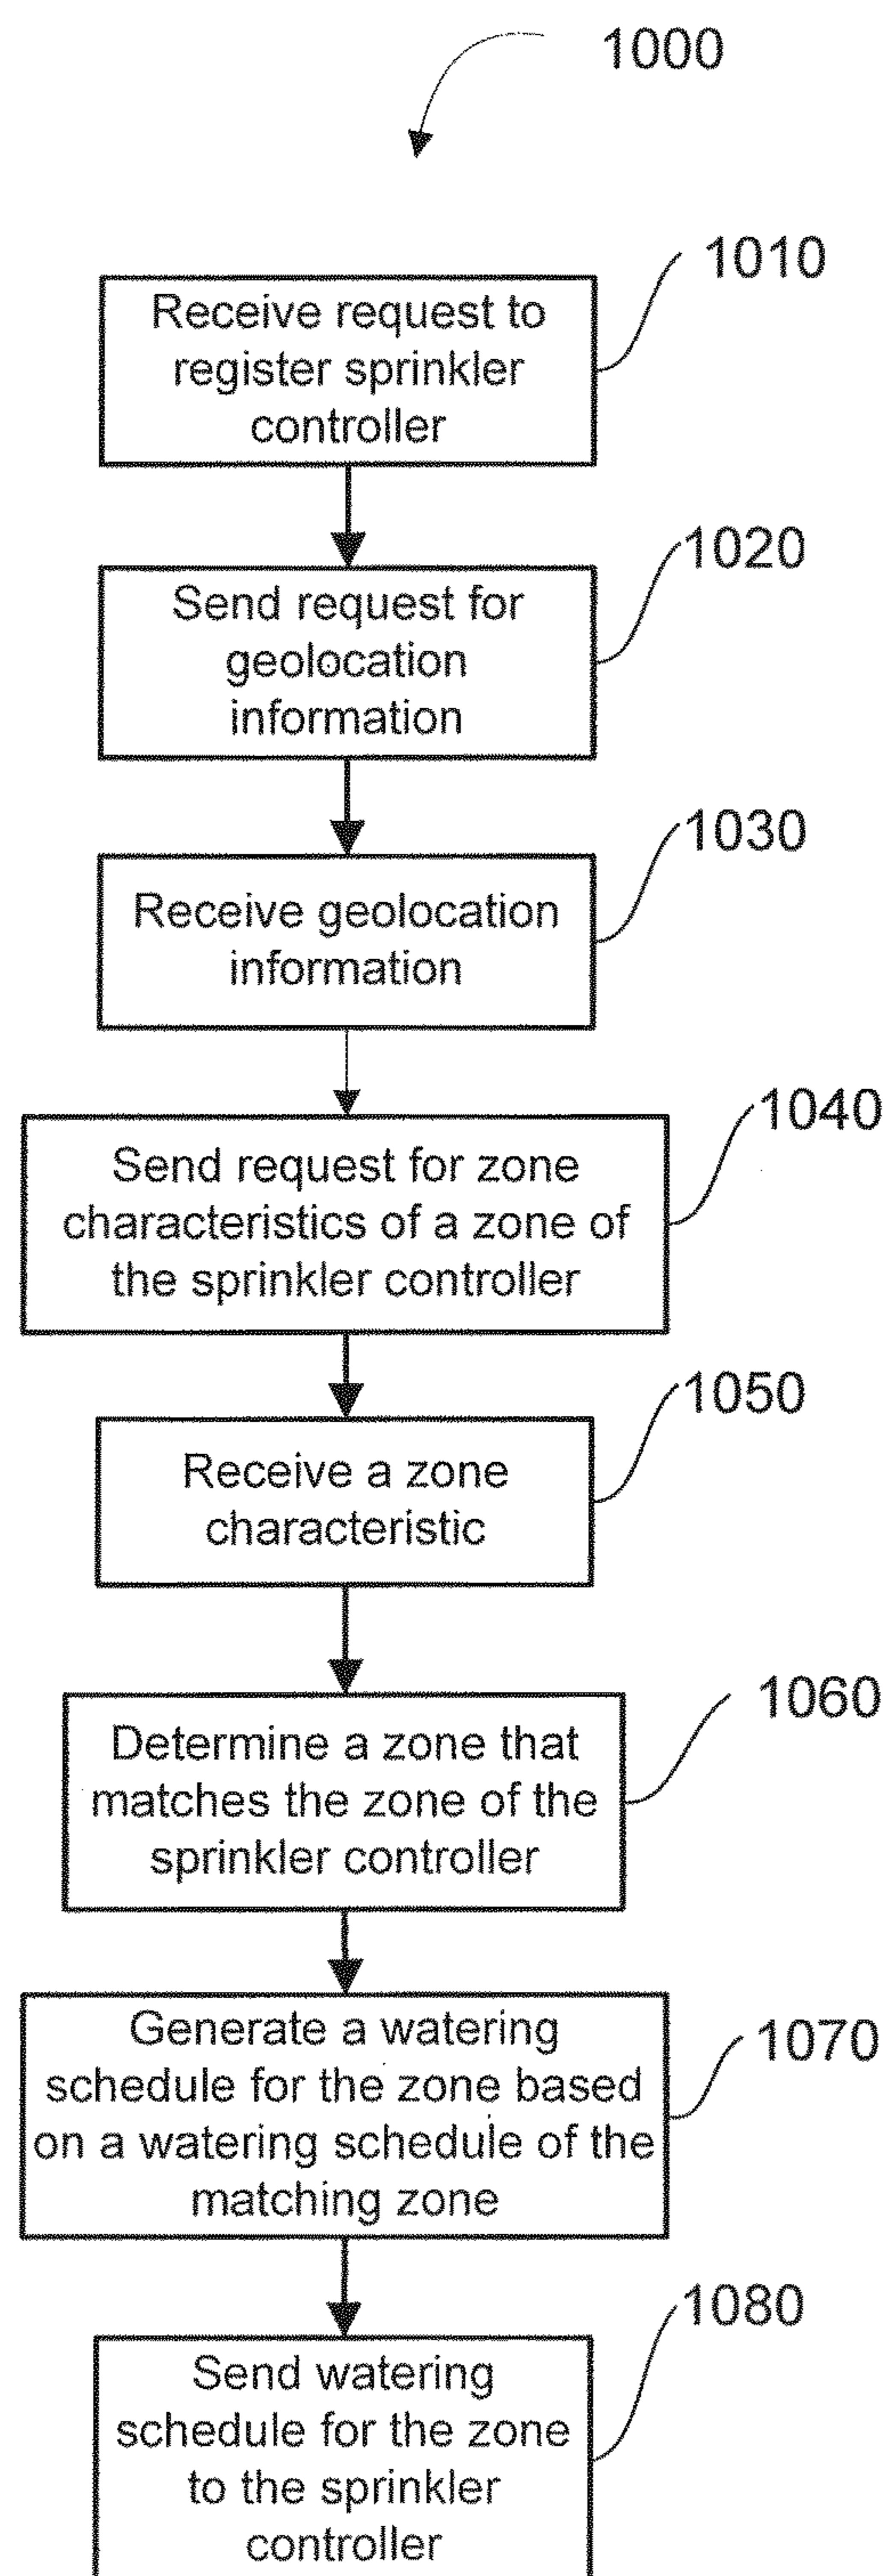 1000
1010
Receive request to
register sprinkler
controller
1020
Send request for
geolocation
information
1030
Receive geolocation
information
1040
Send request for zone
characteristics of a zone of
the sprinkler controller
1050
Receive a zone
characteristic
1060
Determine a zone that
matches the zone of the
sprinkler controller
1070
Generate a watering
schedule for the zone based
on a watering schedule of the
matching zone
1080
Send watering
schedule for the zone
to the sprinkler
controller